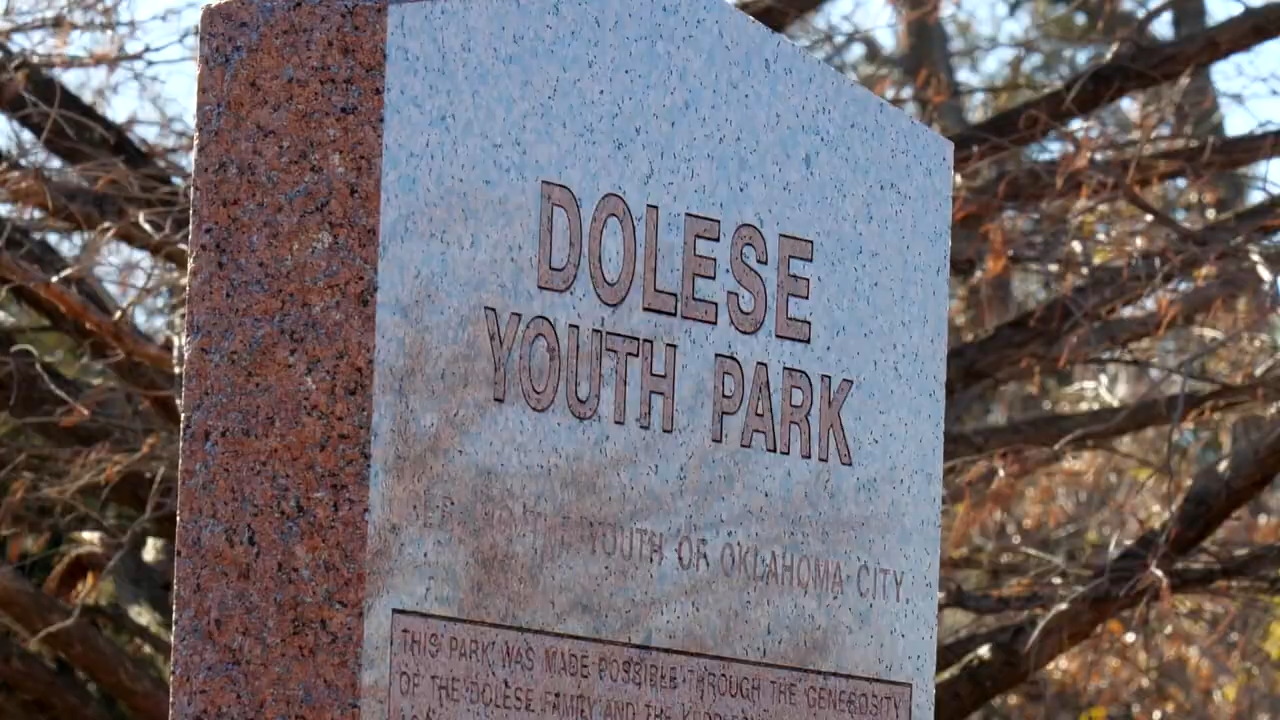 DOLESE
YOUTH PARK
THE YOUTH OF OKLAHOMA CITY.
THIS PARK WAS MADE POSSIBLE THROUGH THE GENEROSITY
OF THE DOLESE FAMILY AND THE